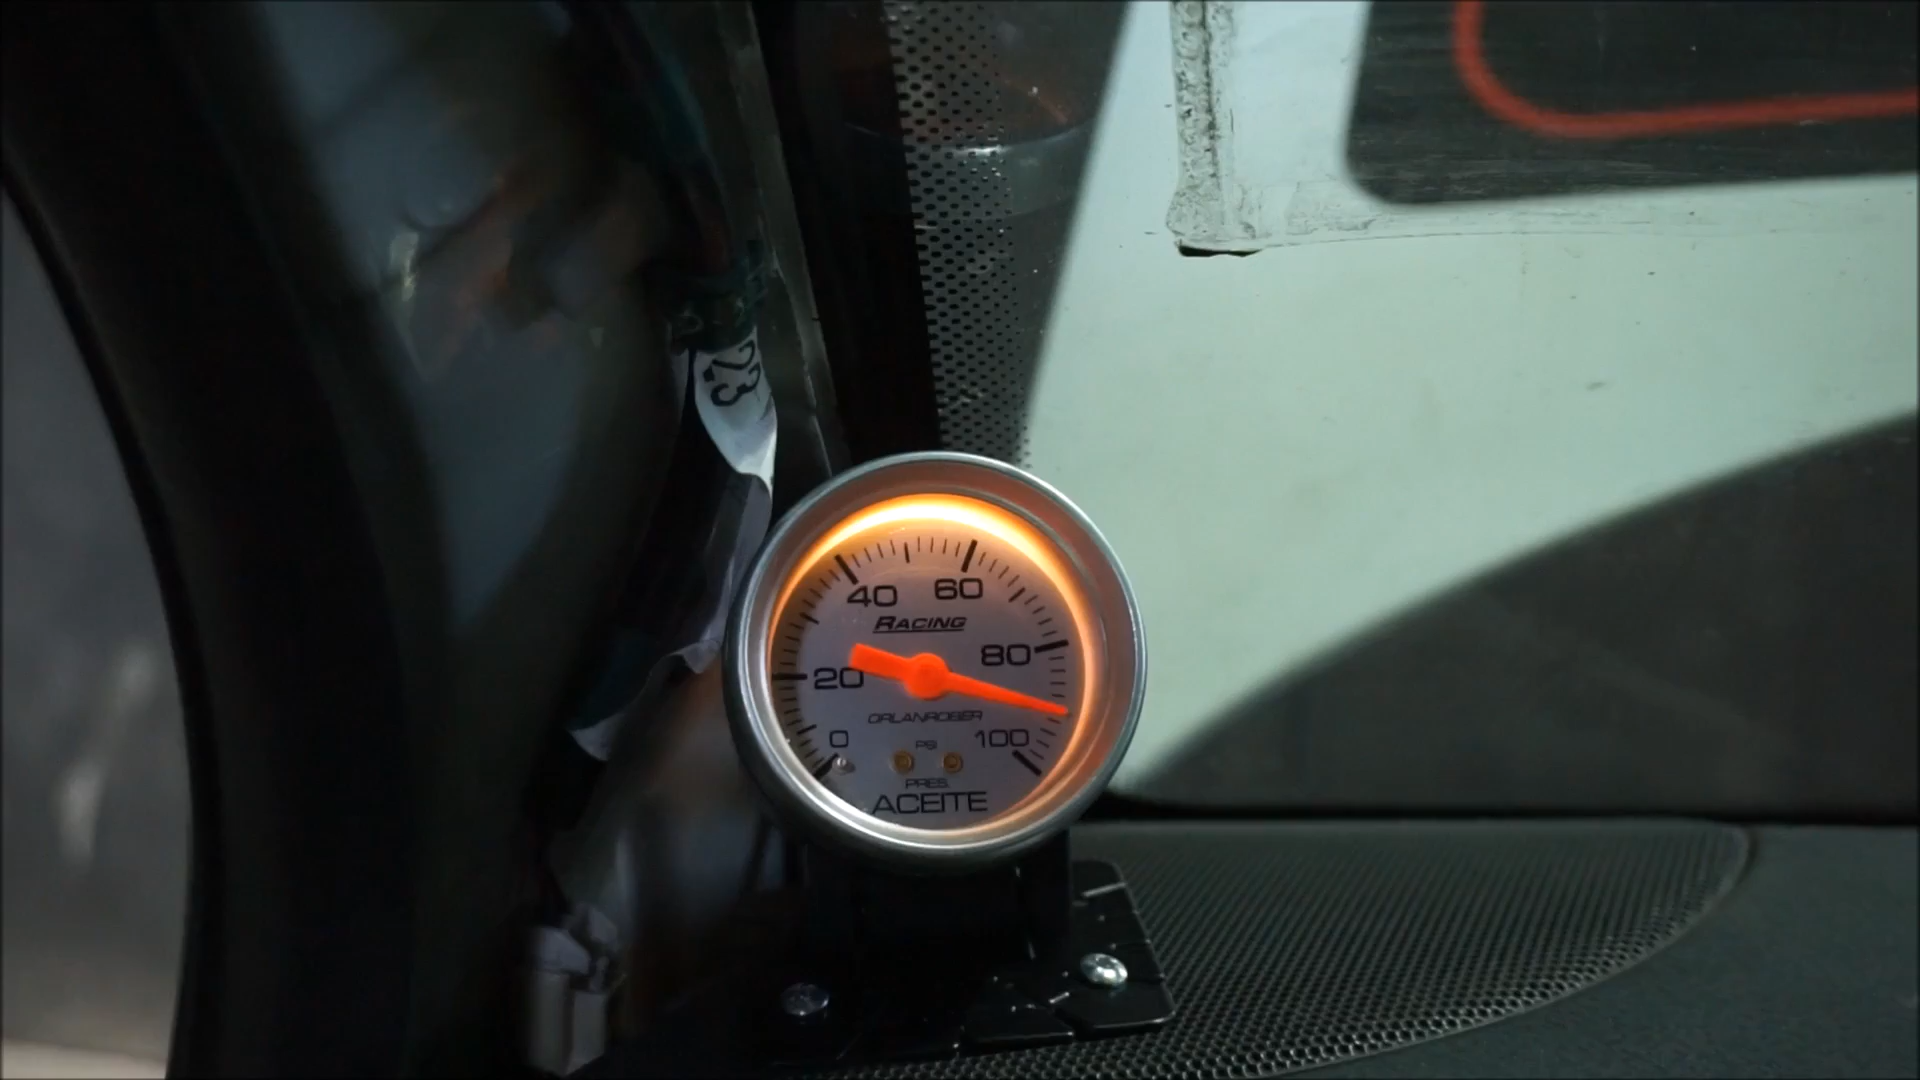 23
40 60
RACING
80
20
ORLANROBER
0 PSI 100
PRES.
ACEITE